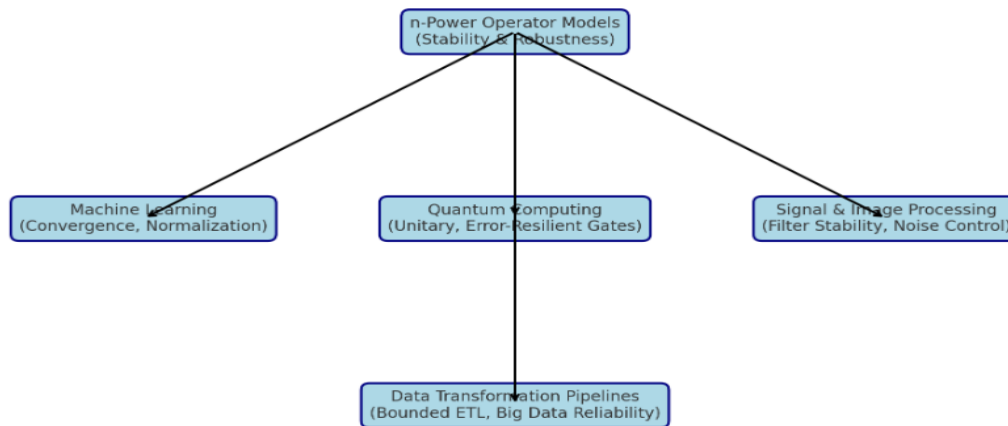 n-Power Operator Models
(Stability & Robustness)
Machine Learning
(Convergence, Normalization)
Quantum Computing
(Unitary, Error-Resilient Gates)
Signal & Image Processing
(Filter Stability, Noise Control)
Data Transformation Pipelines
(Bounded ETL, Big Data Reliability)